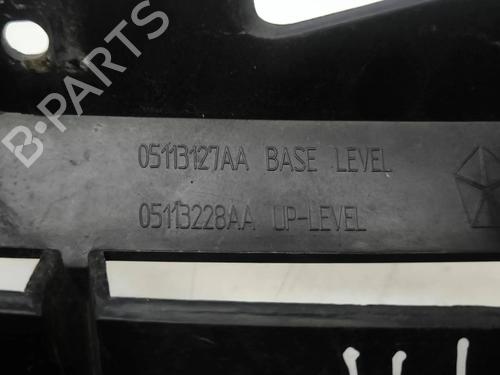 B-PARTS
05113127AA BASE LEVEL
05113228AA UP-LEVEL